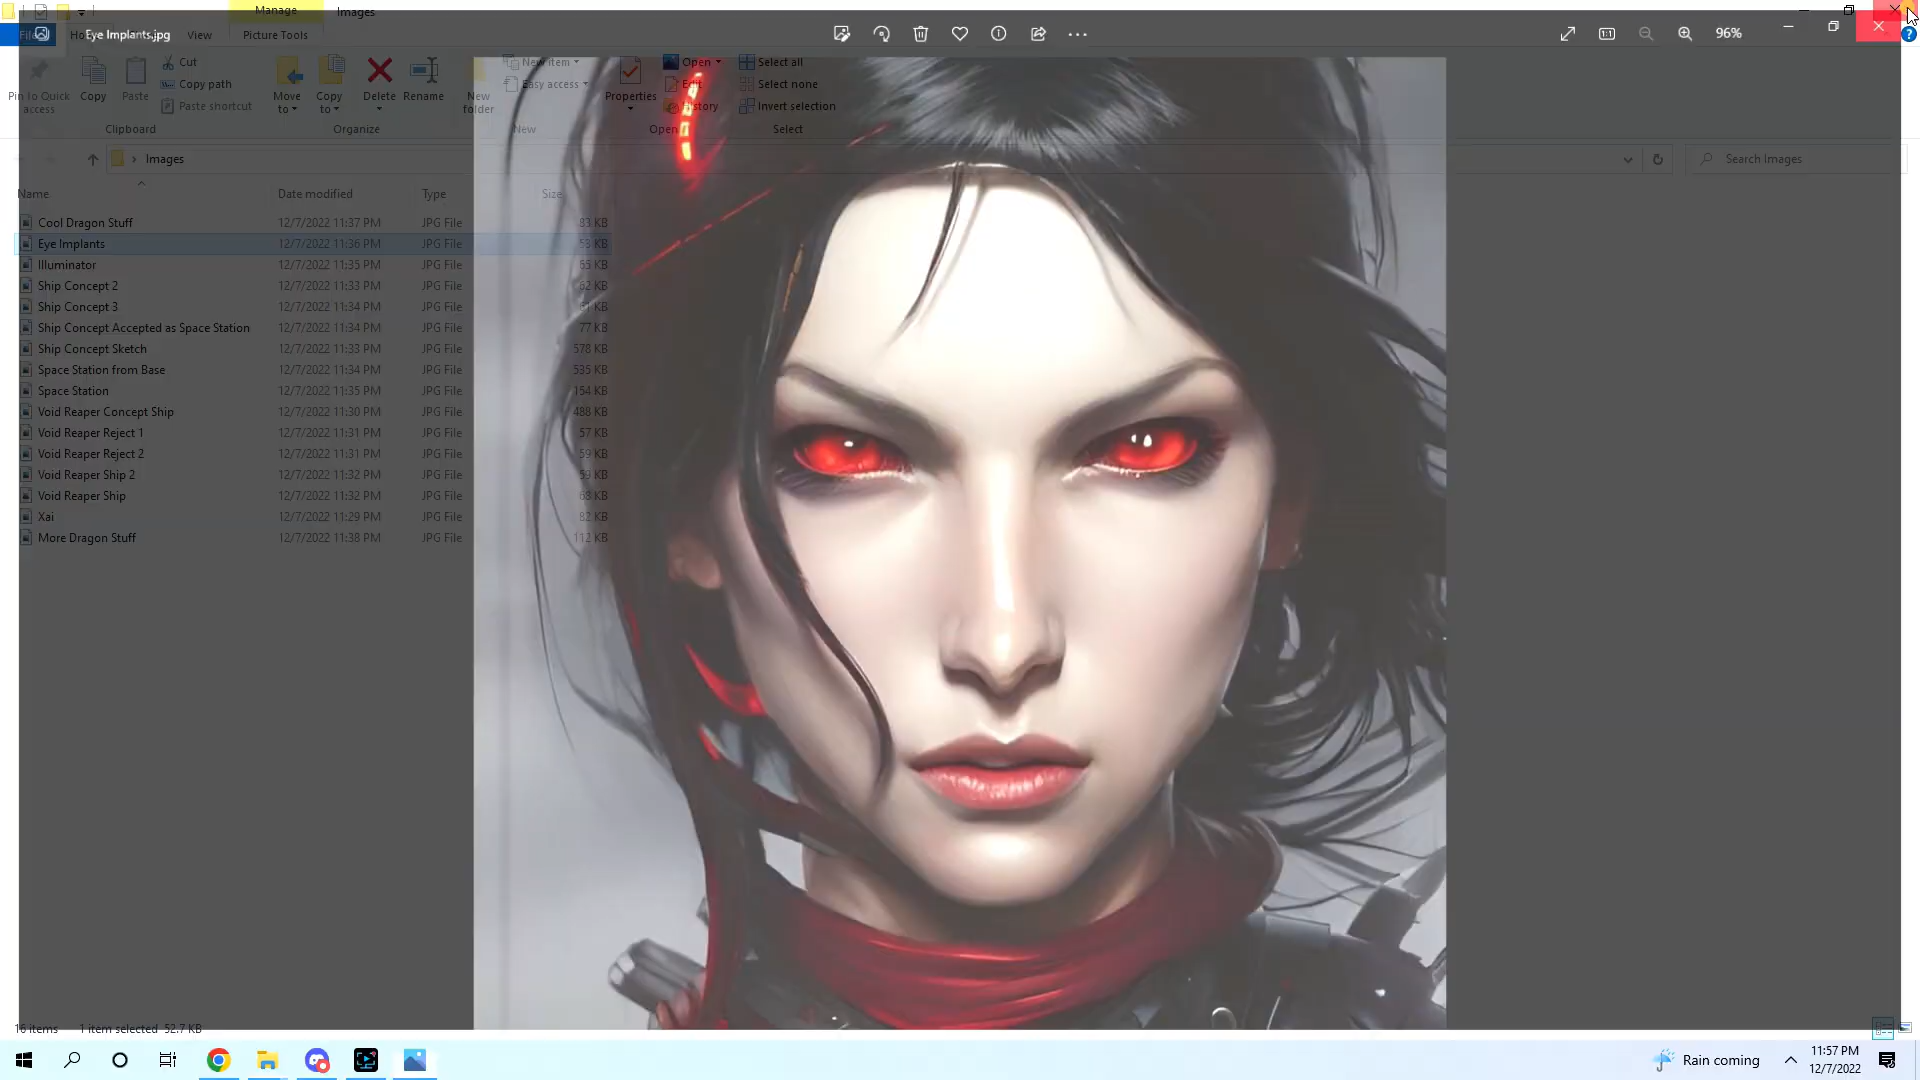 Manage Images
File Eye Implants.jpg 96%
View Picture Tools
Pin to Quick access
Copy
Paste
Cut
Copy path
Paste shortcut
Move to
Copy to
Delete
Rename
New folder
New item
Easy access
Properties
Open
Edit
History
Select all
Select none
Invert selection
Clipboard Organize New Open Select
Images Search Images
Name Date modified Type Size
Cool Dragon Stuff 12/7/2022 11:37 PM JPG File 83 KB
Eye Implants 12/7/2022 11:36 PM JPG File 53 KB
Illuminator 12/7/2022 11:35 PM JPG File 65 KB
Ship Concept 2 12/7/2022 11:33 PM JPG File 62 KB
Ship Concept 3 12/7/2022 11:33 PM JPG File 61 KB
Ship Concept Accepted as Space Station 12/7/2022 11:34 PM JPG File 77 KB
Ship Concept Sketch 12/7/2022 11:33 PM JPG File 578 KB
Space Station from Base 12/7/2022 11:34 PM JPG File 535 KB
Space Station 12/7/2022 11:35 PM JPG File 154 KB
Void Reaper Concept Ship 12/7/2022 11:30 PM JPG File 488 KB
Void Reaper Reject 1 12/7/2022 11:31 PM JPG File 57 KB
Void Reaper Reject 2 12/7/2022 11:31 PM JPG File 59 KB
Void Reaper Ship 2 12/7/2022 11:32 PM JPG File 59 KB
Void Reaper Ship 12/7/2022 11:32 PM JPG File 68 KB
Xai 12/7/2022 11:29 PM JPG File 82 KB
More Dragon Stuff 12/7/2022 11:38 PM JPG File 112 KB
16 items 1 item selected 52.7 KB
Rain coming
11:57 PM
12/7/2022